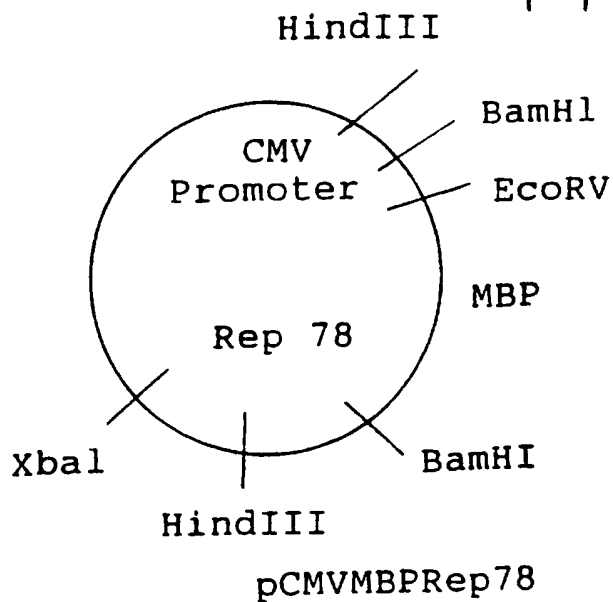 HindIII
BamHl
CMV
Promoter
EcoRV
MBP
Rep 78
Xbal
BamHI
HindIII
pCMVMBPRep78